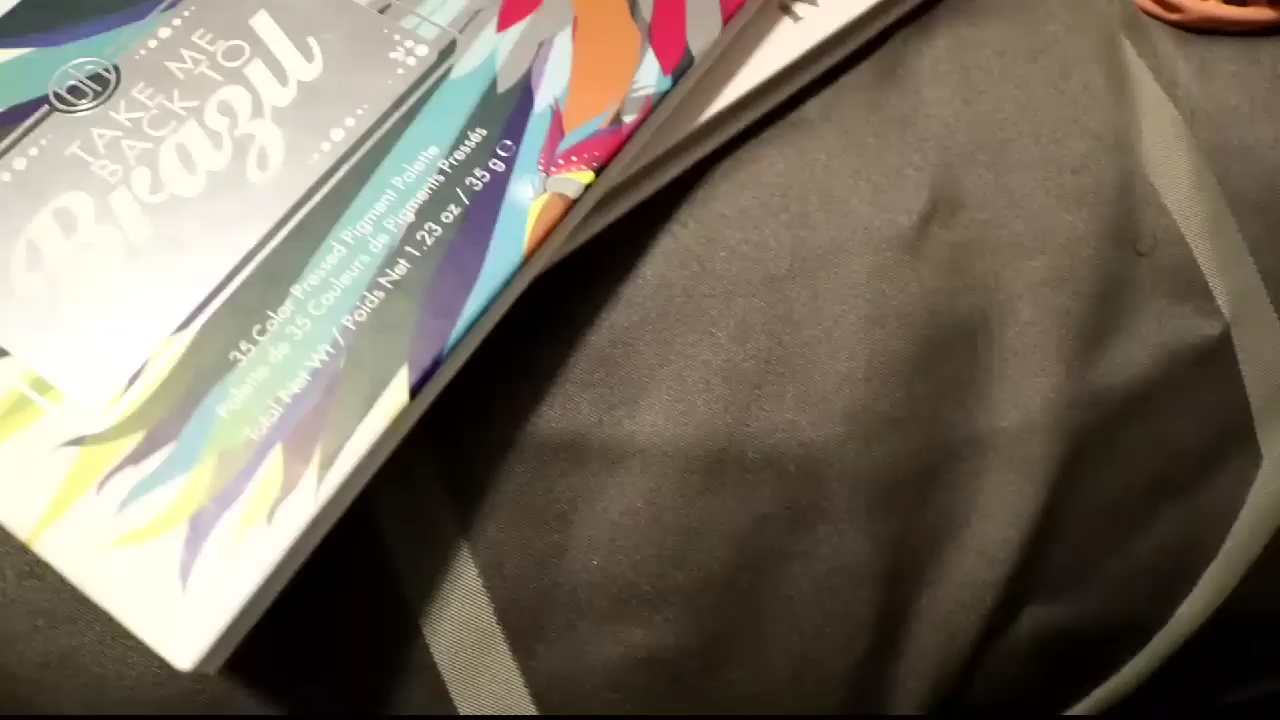 bh
TAKE ME
BACK TO
Brazil
35 Color Pressed Pigment Palette
Palette de 35 Couleurs de Pigments Pressés
Total Net Wt / Poids Net 1.23 oz / 35 g ℮